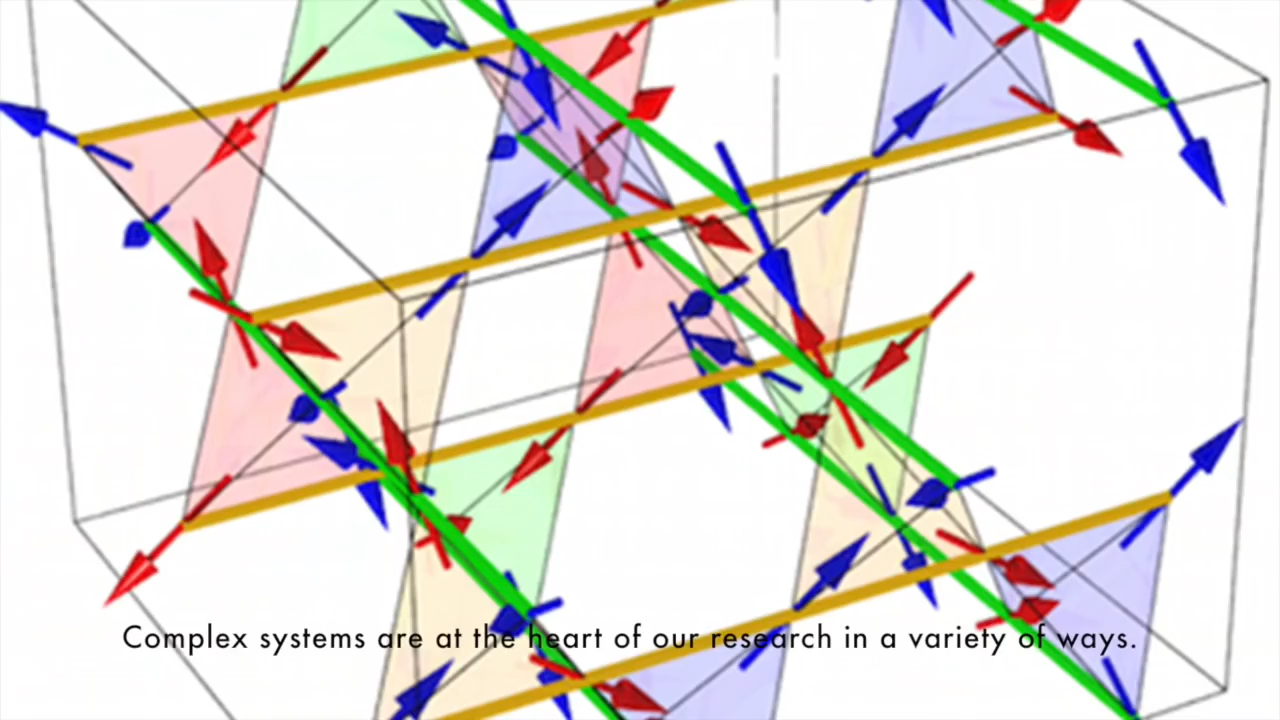 Complex systems are at the heart of our research in a variety of ways.